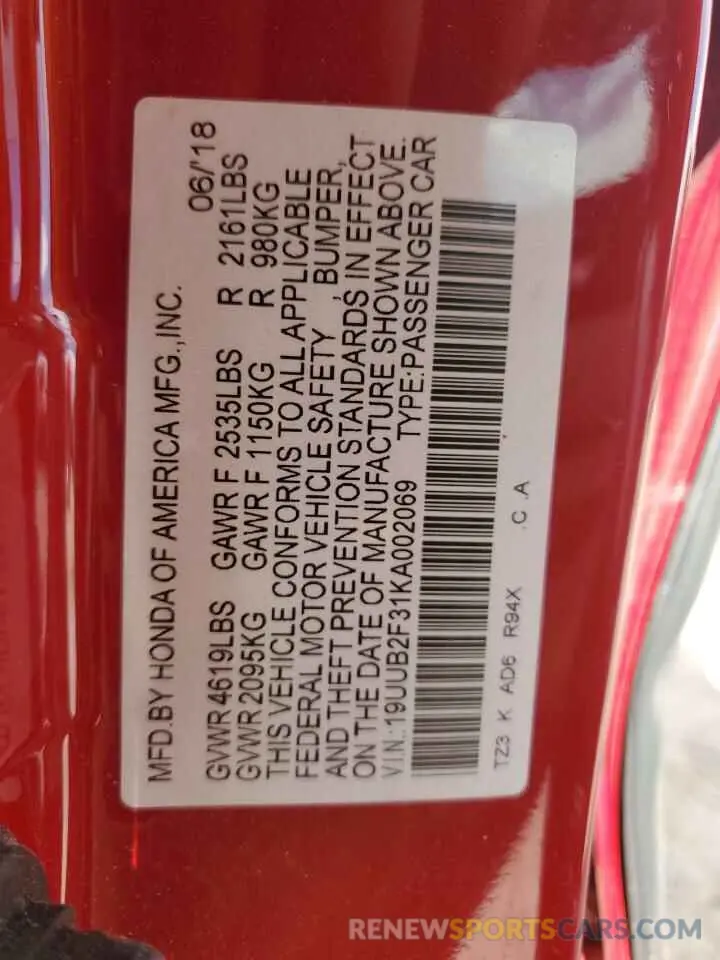 MFD.BY HONDA OF AMERICA MFG.,INC. 06/'18
GVWR 4619LBS GAWR F 2535LBS R 2161LBS
GVWR 2095KG GAWR F 1150KG R 980KG
THIS VEHICLE CONFORMS TO ALL APPLICABLE
FEDERAL MOTOR VEHICLE SAFETY , BUMPER,
AND THEFT PREVENTION STANDARDS, IN EFFECT
ON THE DATE OF MANUFACTURE SHOWN ABOVE.
V.I.N.:19UUB2F31KA002069 TYPE:PASSENGER CAR
TZ3 K AD6 R94X .C .A
RENEWSPORTSCARS.COM